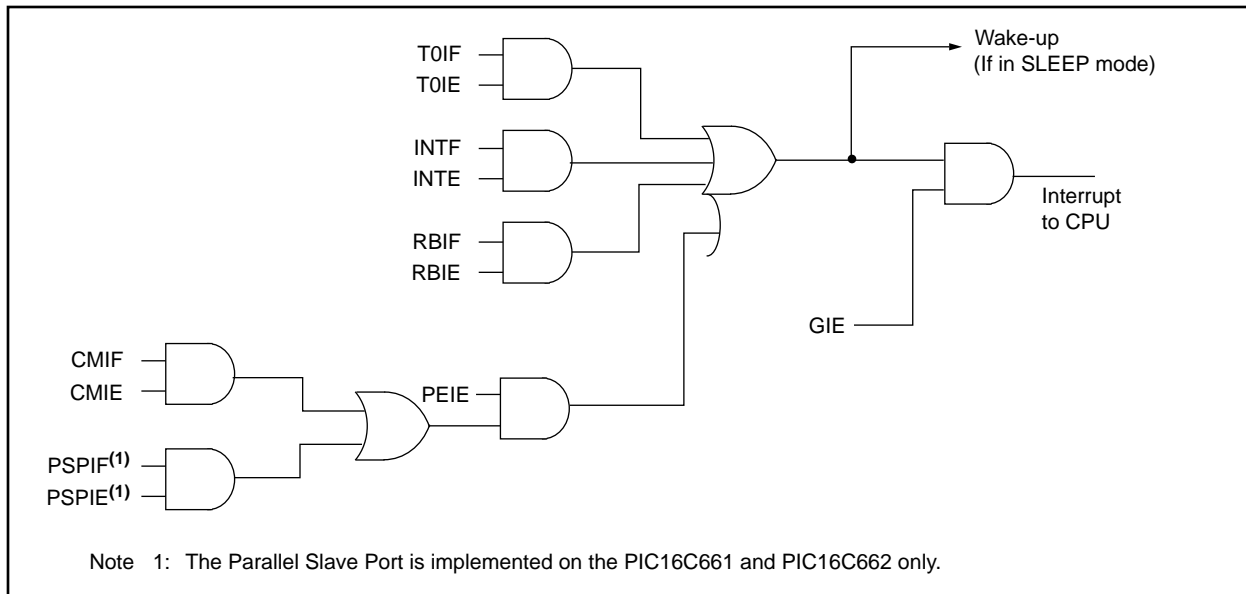 T0IF
T0IE
Wake-up
(If in SLEEP mode)
INTF
INTE
Interrupt
to CPU
RBIF
RBIE
GIE
CMIF
CMIE
PEIE
PSPIF(1)
PSPIE(1)
Note 1: The Parallel Slave Port is implemented on the PIC16C661 and PIC16C662 only.